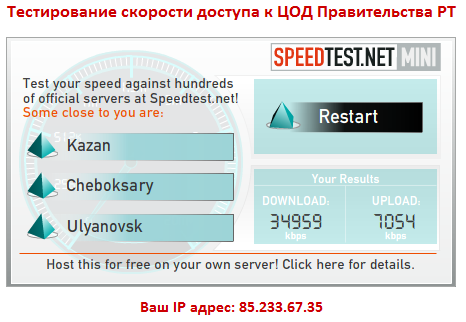 Тестирование скорости доступа к ЦОД Правительства РТ
SPEEDTEST.NET MINI
Test your speed against hundreds
of official servers at Speedtest.net!
Some close to you are:
Kazan
Cheboksary
Ulyanovsk
Restart
Your Results
DOWNLOAD: UPLOAD:
34959 7054
kbps kbps
Host this for free on your own server! Click here for details.
Ваш IP адрес: 85.233.67.35